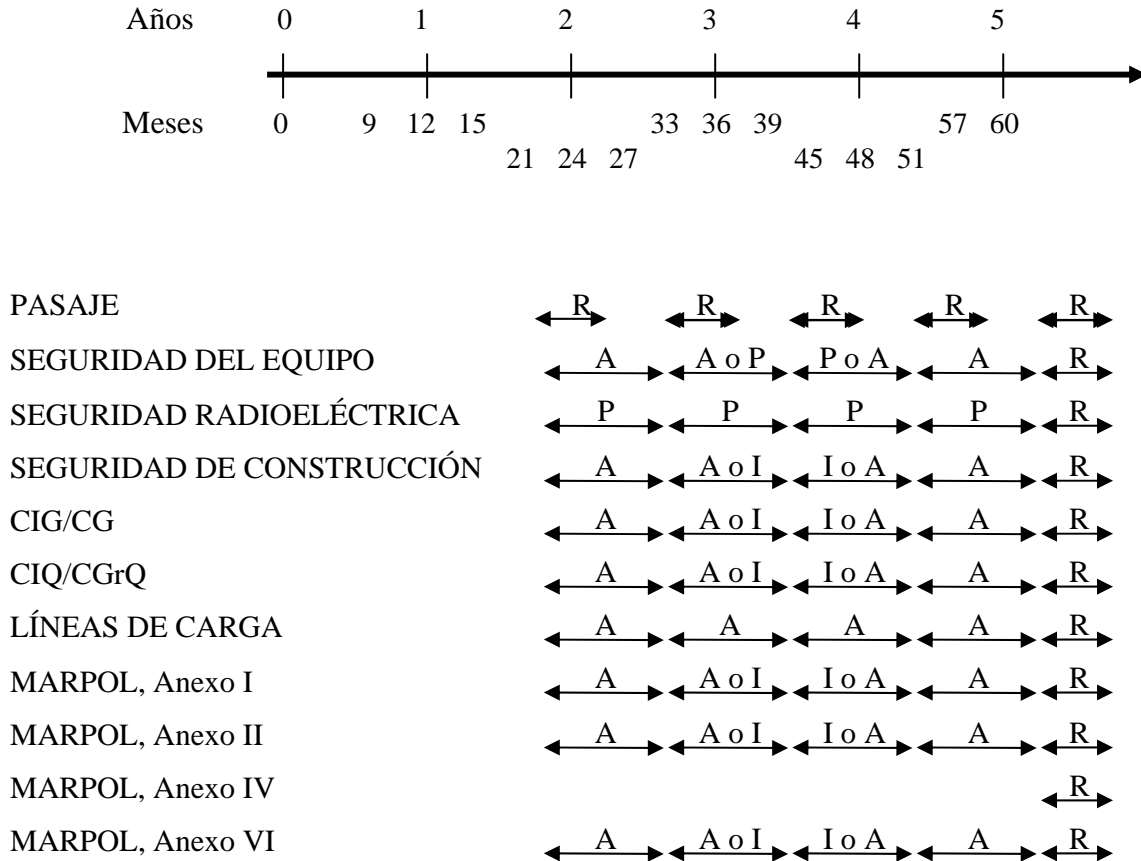 Años 0 1 2 3 4 5
Meses 0 9 12 15 33 36 39 57 60
21 24 27 45 48 51
PASAJE R R R R R
SEGURIDAD DEL EQUIPO A A o P P o A A R
SEGURIDAD RADIOELÉCTRICA P P P P R
SEGURIDAD DE CONSTRUCCIÓN A A o I I o A A R
CIG/CG A A o I I o A A R
CIQ/CGrQ A A o I I o A A R
LÍNEAS DE CARGA A A A A R
MARPOL, Anexo I A A o I I o A A R
MARPOL, Anexo II A A o I I o A A R
MARPOL, Anexo IV R
MARPOL, Anexo VI A A o I I o A A R